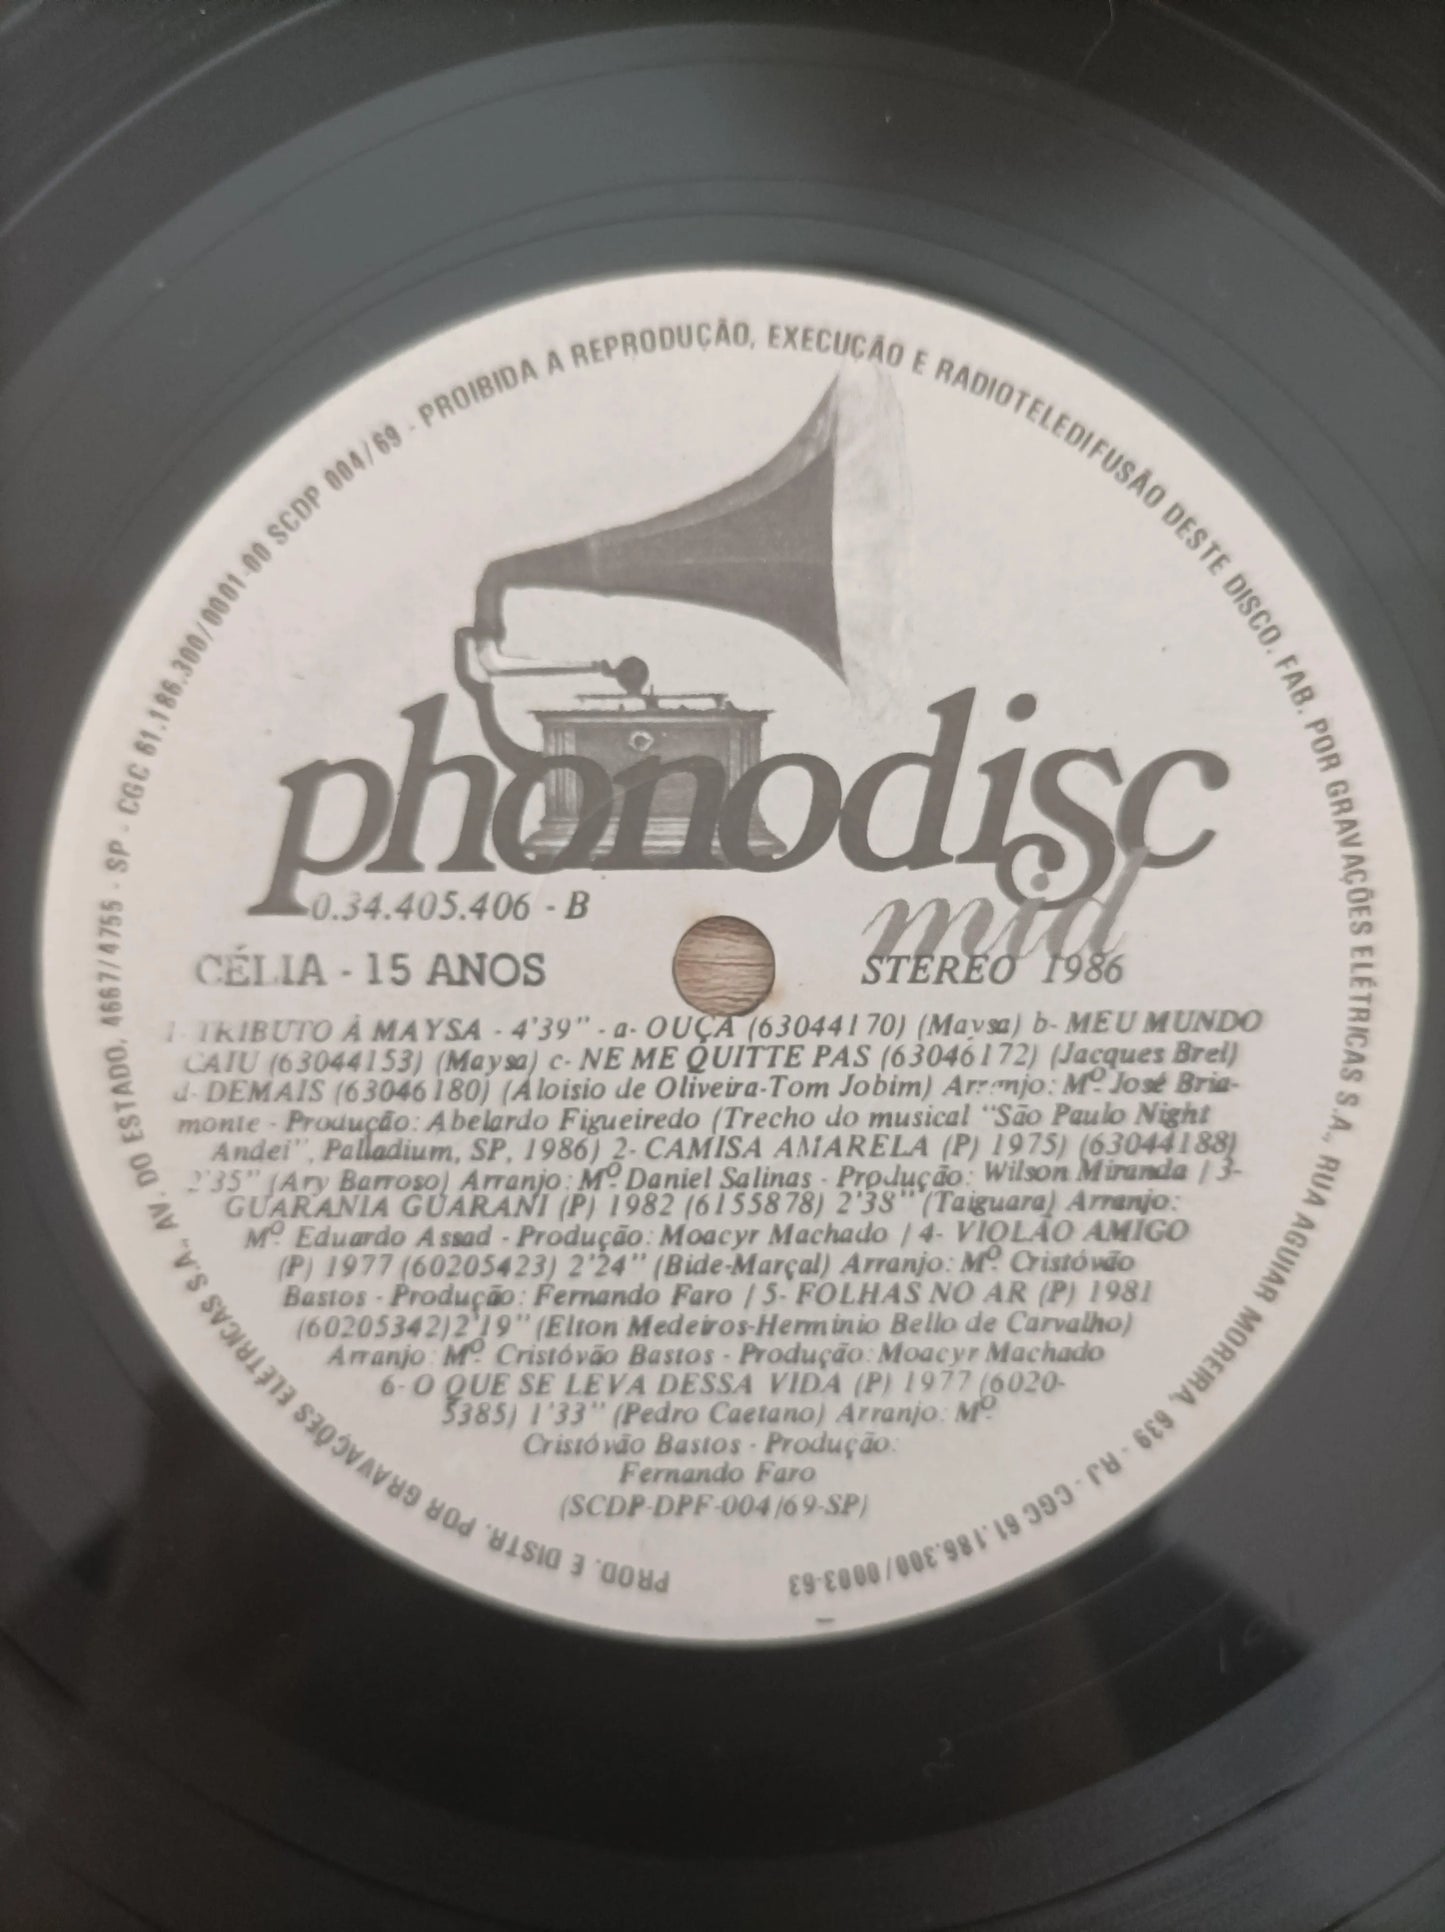 PROD. E DISTR. POR GRAVAÇÕES ELÉTRICAS S.A., AV. DO ESTADO, 4667/4755 - SP - CGC 61.186.300/0001-00 SCDP 004/69 - PROIBIDA A REPRODUÇÃO, EXECUÇÃO E RADIOTELEDIFUSÃO DESTE DISCO. FAB. POR GRAVAÇÕES ELÉTRICAS S.A., RUA AGUIAR MOREIRA, 639 - RJ - CGC 61.186.300/0003-63
phonodisc
mid
0.34.405.406 - B
CÉLIA - 15 ANOS
STEREO 1986
1- TRIBUTO À MAYSA - 4'39" - a- OUÇA (63044170) (Maysa) b- MEU MUNDO
CAIU (63044153) (Maysa) c- NE ME QUITTE PAS (63046172) (Jacques Brel)
d- DEMAIS (63046180) (Aloisio de Oliveira-Tom Jobim) Arranjo: Mº José Bria-
monte - Produção: Abelardo Figueiredo (Trecho do musical "São Paulo Night
Andei", Palladium, SP, 1986) 2- CAMISA AMARELA (P) 1975) (63044188)
2'35" (Ary Barroso) Arranjo: Mº Daniel Salinas - Produção: Wilson Miranda / 3-
GUARANIA GUARANI (P) 1982 (6155878) 2'38" (Taiguara) Arranjo:
Mº Eduardo Assad - Produção: Moacyr Machado / 4- VIOLÃO AMIGO
(P) 1977 (60205423) 2'24" (Bide-Marçal) Arranjo: Mº Cristóvão
Bastos - Produção: Fernando Faro / 5- FOLHAS NO AR (P) 1981
(60205342) 2'19" (Elton Medeiros-Herminio Bello de Carvalho)
Arranjo: Mº Cristóvão Bastos - Produção: Moacyr Machado
6- O QUE SE LEVA DESSA VIDA (P) 1977 (6020-
5385) 1'33" (Pedro Caetano) Arranjo: Mº
Cristóvão Bastos - Produção:
Fernando Faro
(SCDP-DPF-004/69-SP)